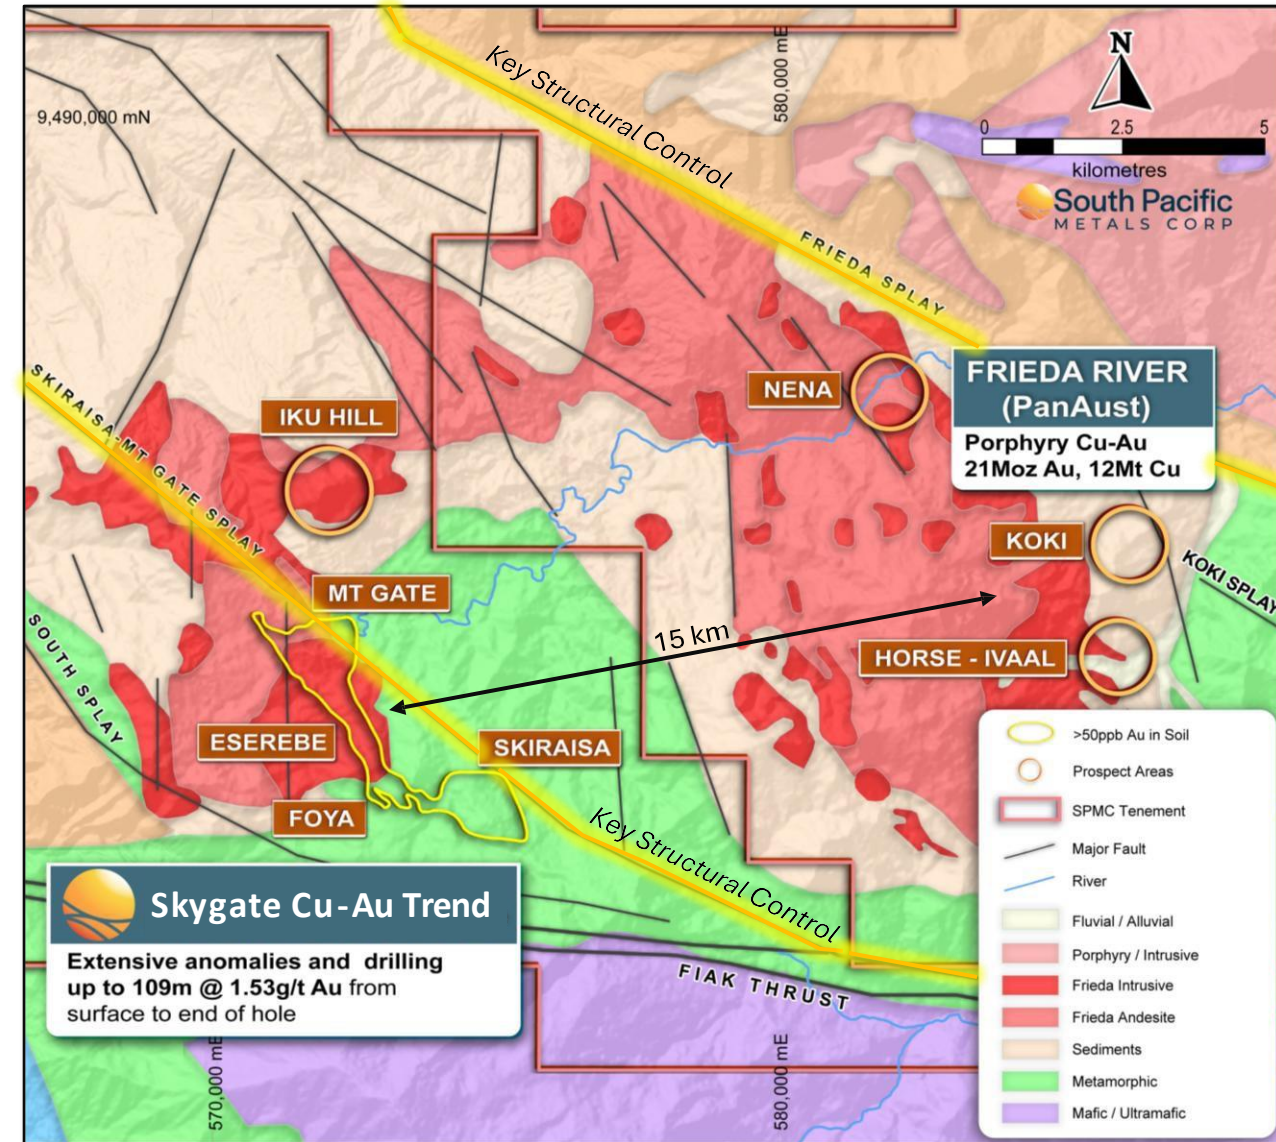 Key Structural Control
580,000 mE
N
9,490,000 mN
0 2.5 5
kilometres
South Pacific
METALS CORP
FRIEDA SPLAY
SKIRAISA-MT GATE SPLAY
FRIEDA RIVER
(PanAust)
Porphyry Cu-Au
21Moz Au, 12Mt Cu
NENA
IKU HILL
KOKI
KOKI SPLAY
MT GATE
15 km
HORSE - IVAAL
SOUTH SPLAY
ESEREBE
SKIRAISA
FOYA
Key Structural Control
Skygate Cu-Au Trend
Extensive anomalies and drilling
up to 109m @ 1.53g/t Au from
surface to end of hole
FIAK THRUST
570,000 mE
580,000 mE
>50ppb Au in Soil
Prospect Areas
SPMC Tenement
Major Fault
River
Fluvial / Alluvial
Porphyry / Intrusive
Frieda Intrusive
Frieda Andesite
Sediments
Metamorphic
Mafic / Ultramafic